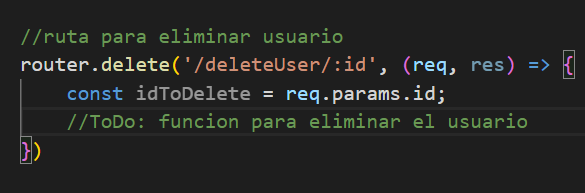 //ruta para eliminar usuario
router.delete('/deleteUser/:id', (req, res) => {
    const idToDelete = req.params.id;
    //ToDo: funcion para eliminar el usuario
})